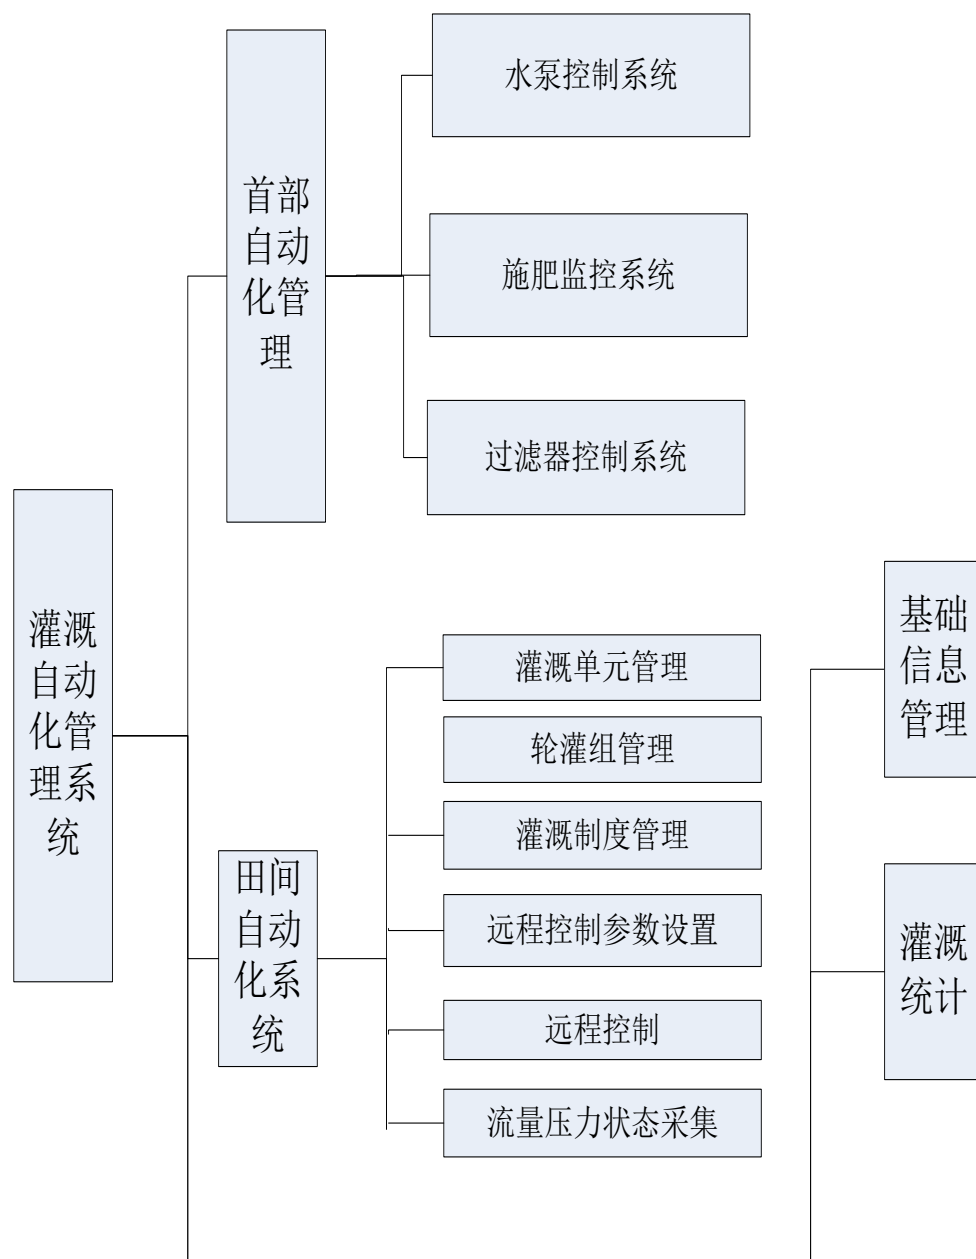 水泵控制系统
首部
自动
化管
理
施肥监控系统
过滤器控制系统
灌溉
自动
化管
理系
统
基础
信息
管理
灌溉单元管理
轮灌组管理
灌溉制度管理
田间
自动
化系
统
远程控制参数设置
远程控制
流量压力状态采集
灌溉
统计